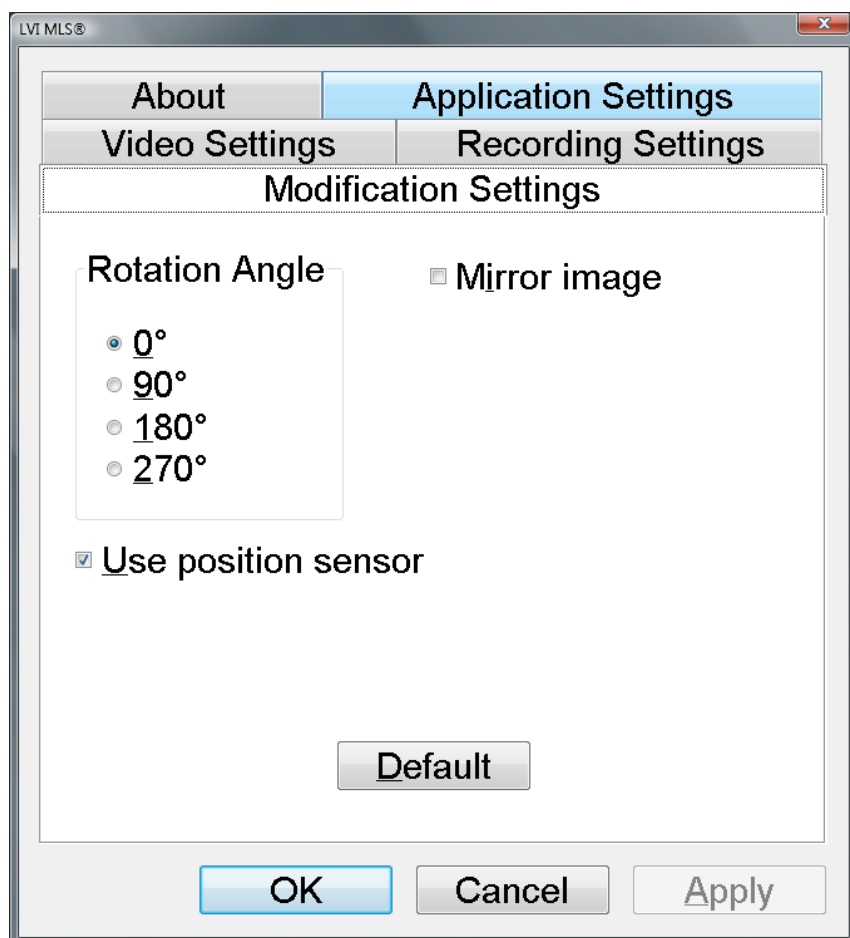 LVI MLS®
About Application Settings
Video Settings Recording Settings
Modification Settings
Rotation Angle
Mirror image
0°
90°
180°
270°
Use position sensor
Default
OK Cancel Apply